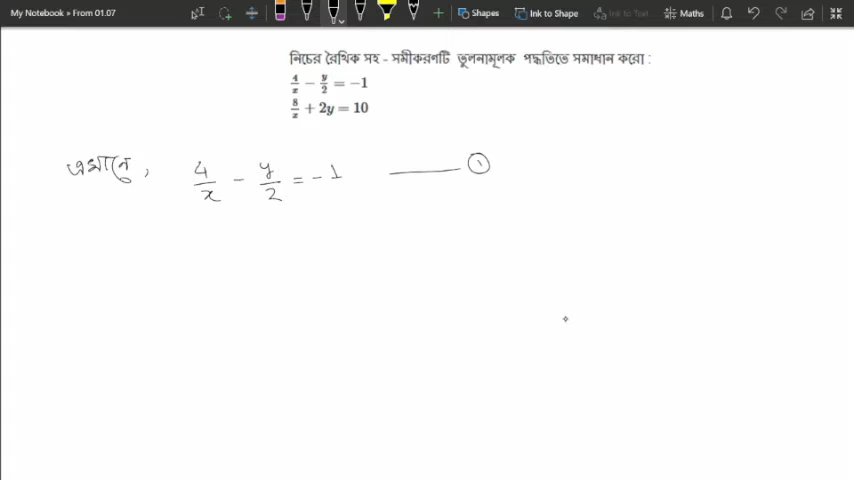 My Notebook » From 01.07 Shapes Ink to Shape Ink to Text Maths
নিচের রৈখিক সহ - সমীকরণটি তুলনামূলক পদ্ধতিতে সমাধান করো :
4/x − y/2 = −1
8/x + 2y = 10
এখানে, 4/x - y/2 = -1 ——— ①